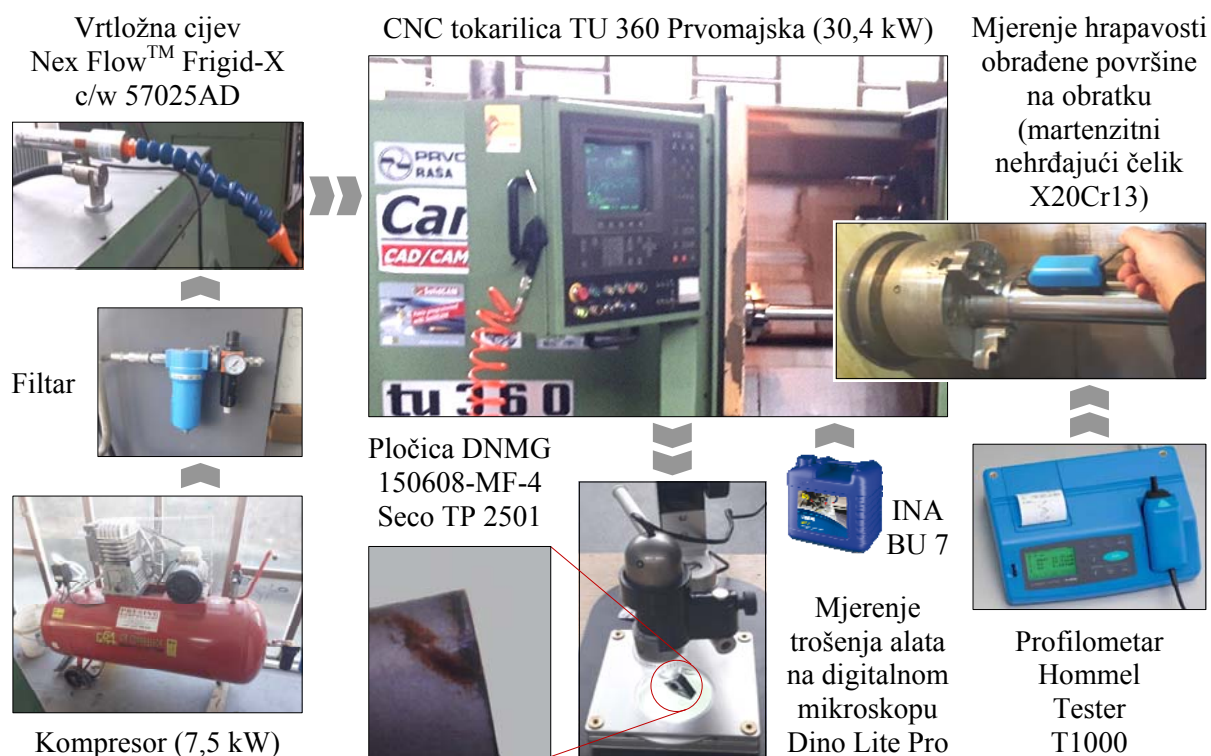 Vrtložna cijev
Nex Flow™ Frigid-X
c/w 57025AD
CNC tokarilica TU 360 Prvomajska (30,4 kW)
Mjerenje hrapavosti
obrađene površine
na obratku
(martenzitni
nehrđajući čelik
X20Cr13)
PRVO
RAŠA
Cam
CAD/CAM
SolidCAM
tu 360
Filtar
Pločica DNMG
150608-MF-4
Seco TP 2501
INA
BU 7
Kompresor (7,5 kW)
Mjerenje
trošenja alata
na digitalnom
mikroskopu
Dino Lite Pro
Profilometar
Hommel
Tester
T1000